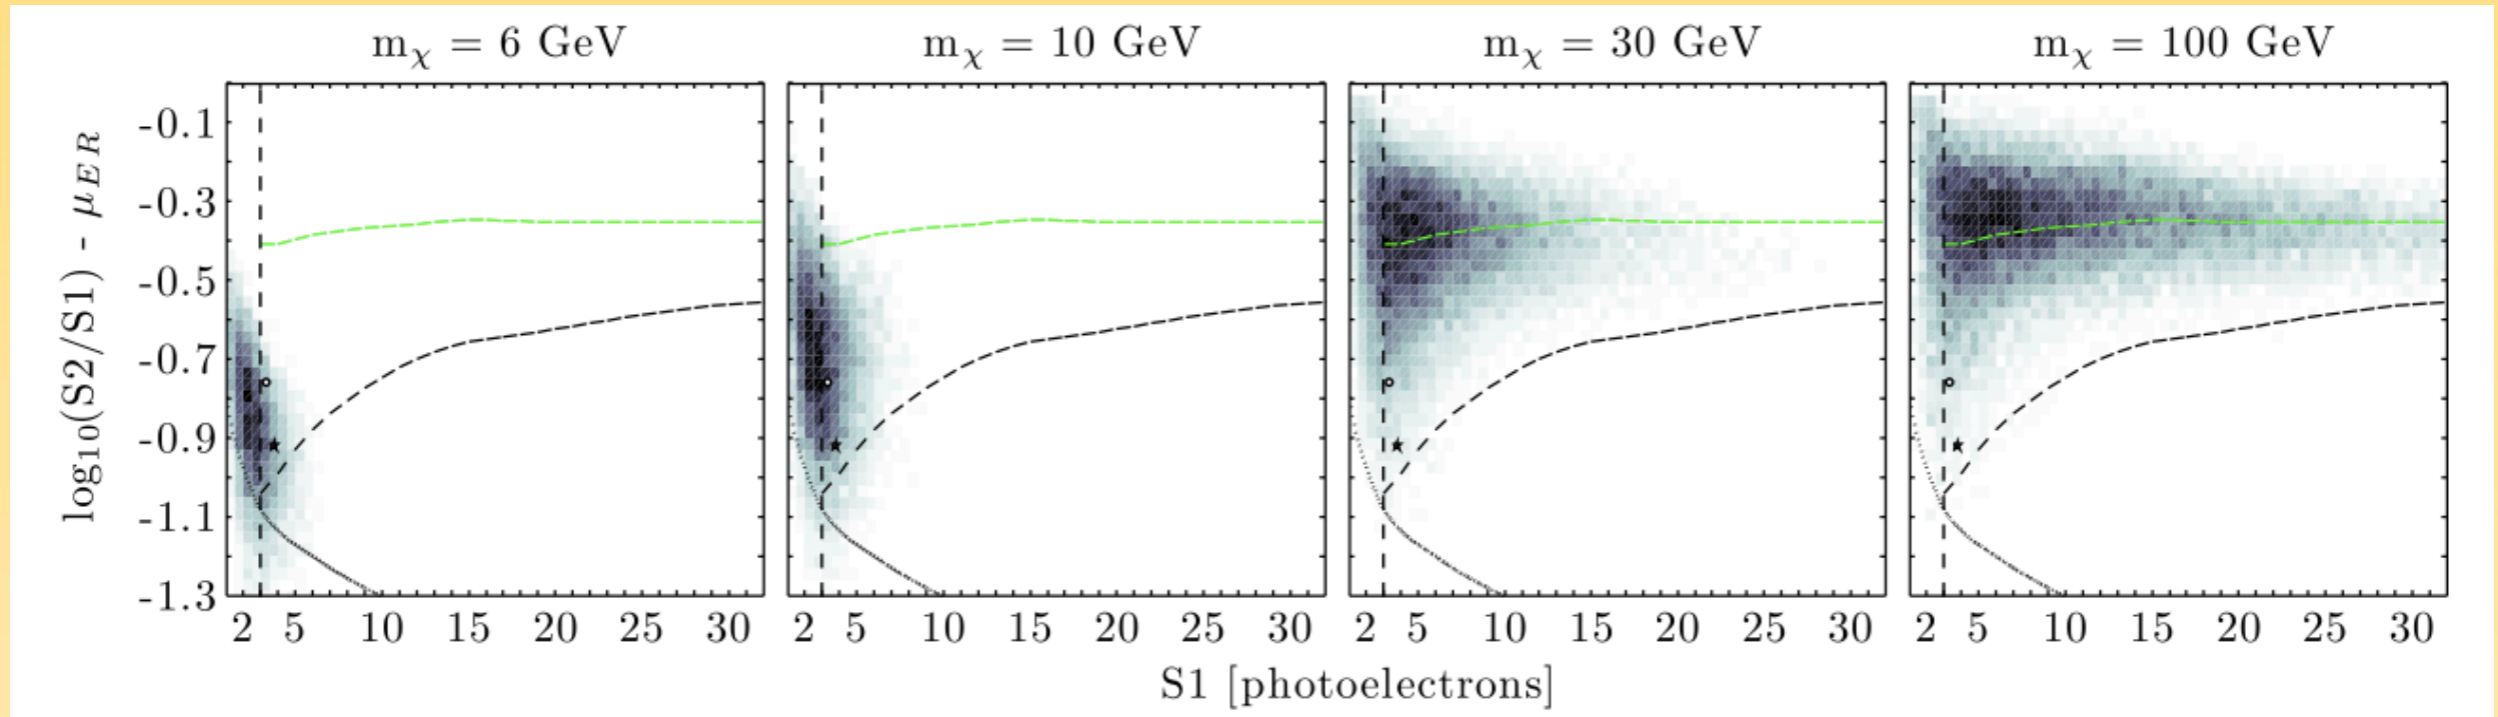 m_χ = 6 GeV
m_χ = 10 GeV
m_χ = 30 GeV
m_χ = 100 GeV
log₁₀(S2/S1) - μ_ER
-0.1
-0.3
-0.5
-0.7
-0.9
-1.1
-1.3
2 5 10 15 20 25 30
2 5 10 15 20 25 30
2 5 10 15 20 25 30
2 5 10 15 20 25 30
S1 [photoelectrons]